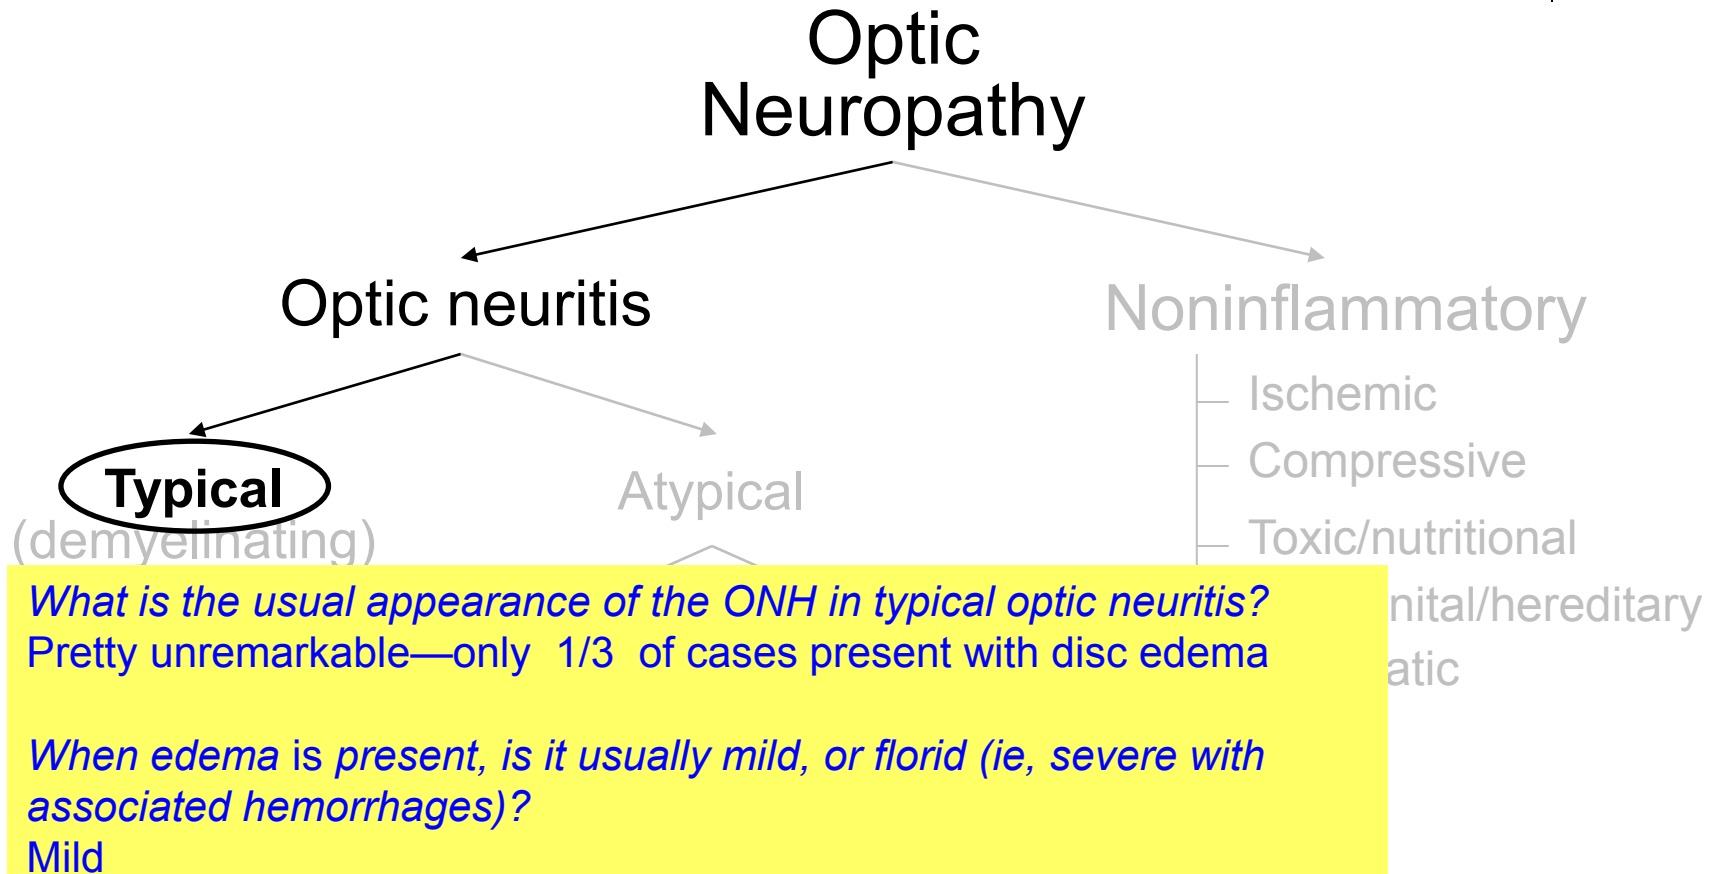 Optic
Neuropathy
Optic neuritis
Noninflammatory
Ischemic
Compressive
Toxic/nutritional
nital/hereditary
atic
Typical
(demyelinating)
Atypical
What is the usual appearance of the ONH in typical optic neuritis?
Pretty unremarkable—only 1/3 of cases present with disc edema
When edema is present, is it usually mild, or florid (ie, severe with
associated hemorrhages)?
Mild